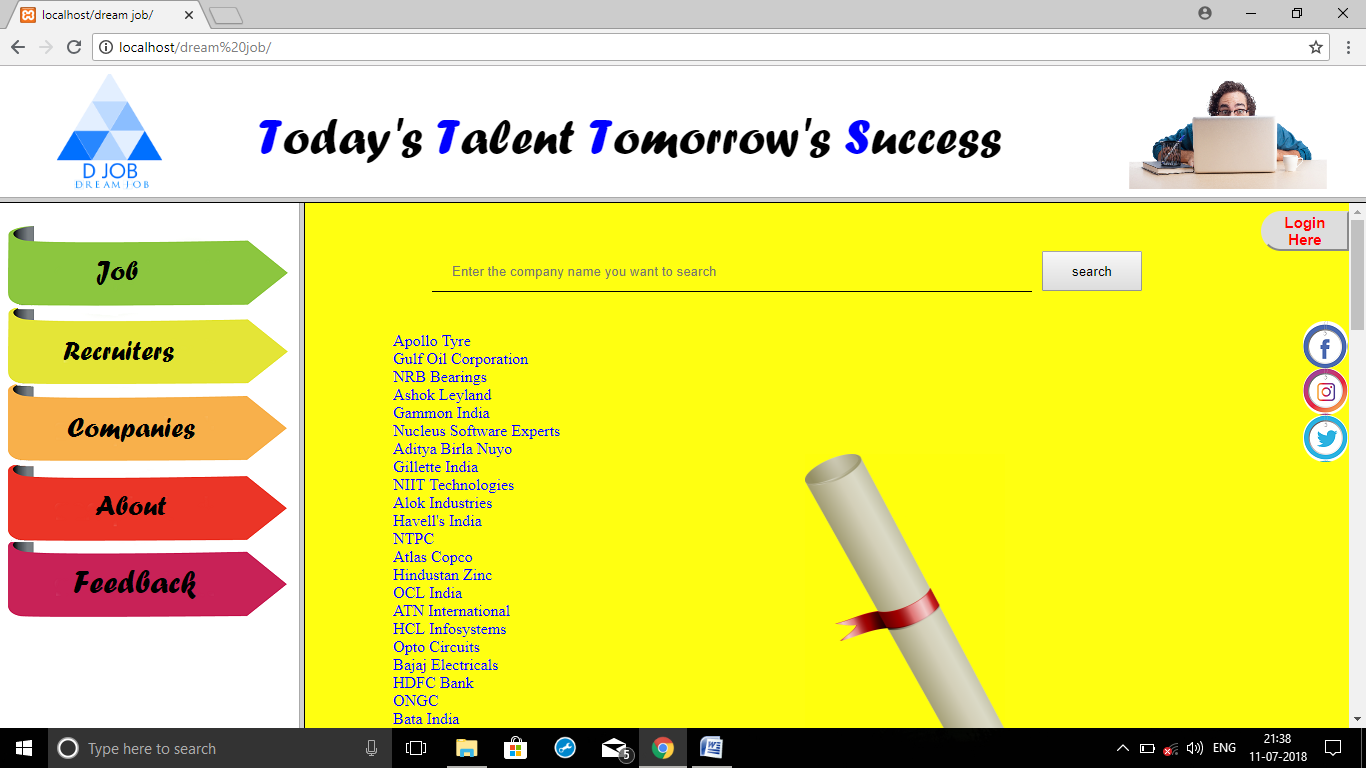 localhost/dream job/
localhost/dream%20job/
D JOB
DREAM JOB
Today's Talent Tomorrow's Success
Job
Recruiters
Companies
About
Feedback
Login
Here
Enter the company name you want to search
search
Apollo Tyre
Gulf Oil Corporation
NRB Bearings
Ashok Leyland
Gammon India
Nucleus Software Experts
Aditya Birla Nuyo
Gillette India
NIIT Technologies
Alok Industries
Havell's India
NTPC
Atlas Copco
Hindustan Zinc
OCL India
ATN International
HCL Infosystems
Opto Circuits
Bajaj Electricals
HDFC Bank
ONGC
Bata India
Type here to search
5
ENG
21:38
11-07-2018